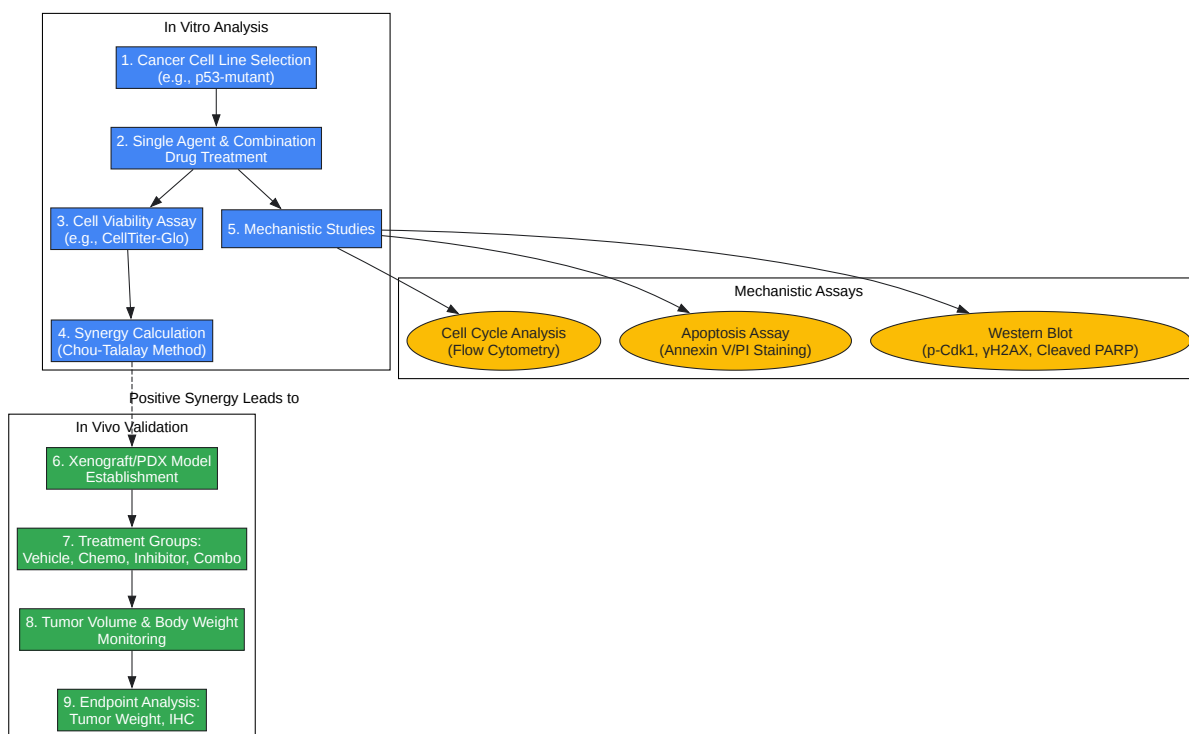 In Vitro Analysis
1. Cancer Cell Line Selection
(e.g., p53-mutant)
2. Single Agent & Combination
Drug Treatment
3. Cell Viability Assay
(e.g., CellTiter-Glo)
5. Mechanistic Studies
4. Synergy Calculation
(Chou-Talalay Method)
Mechanistic Assays
Cell Cycle Analysis
(Flow Cytometry)
Apoptosis Assay
(Annexin V/PI Staining)
Western Blot
(p-Cdk1, γH2AX, Cleaved PARP)
Positive Synergy Leads to
In Vivo Validation
6. Xenograft/PDX Model
Establishment
7. Treatment Groups:
Vehicle, Chemo, Inhibitor, Combo
8. Tumor Volume & Body Weight
Monitoring
9. Endpoint Analysis:
Tumor Weight, IHC